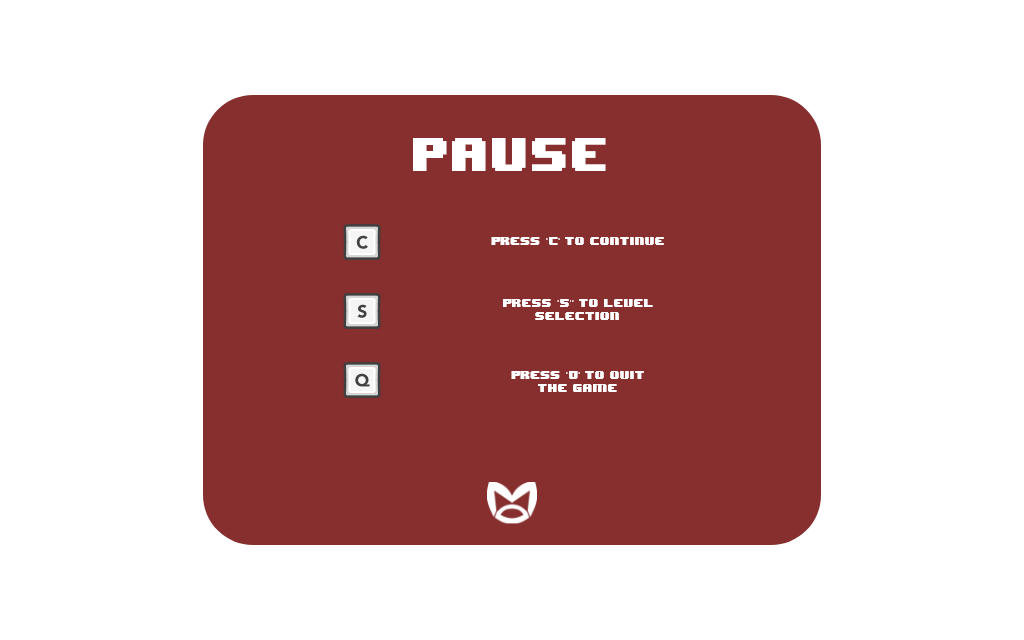 PAUSE
C
PRESS 'C' TO CONTINUE
S
PRESS 'S'' TO LEVEL
SELECTION
Q
PRESS 'Q' TO QUIT
THE GAME